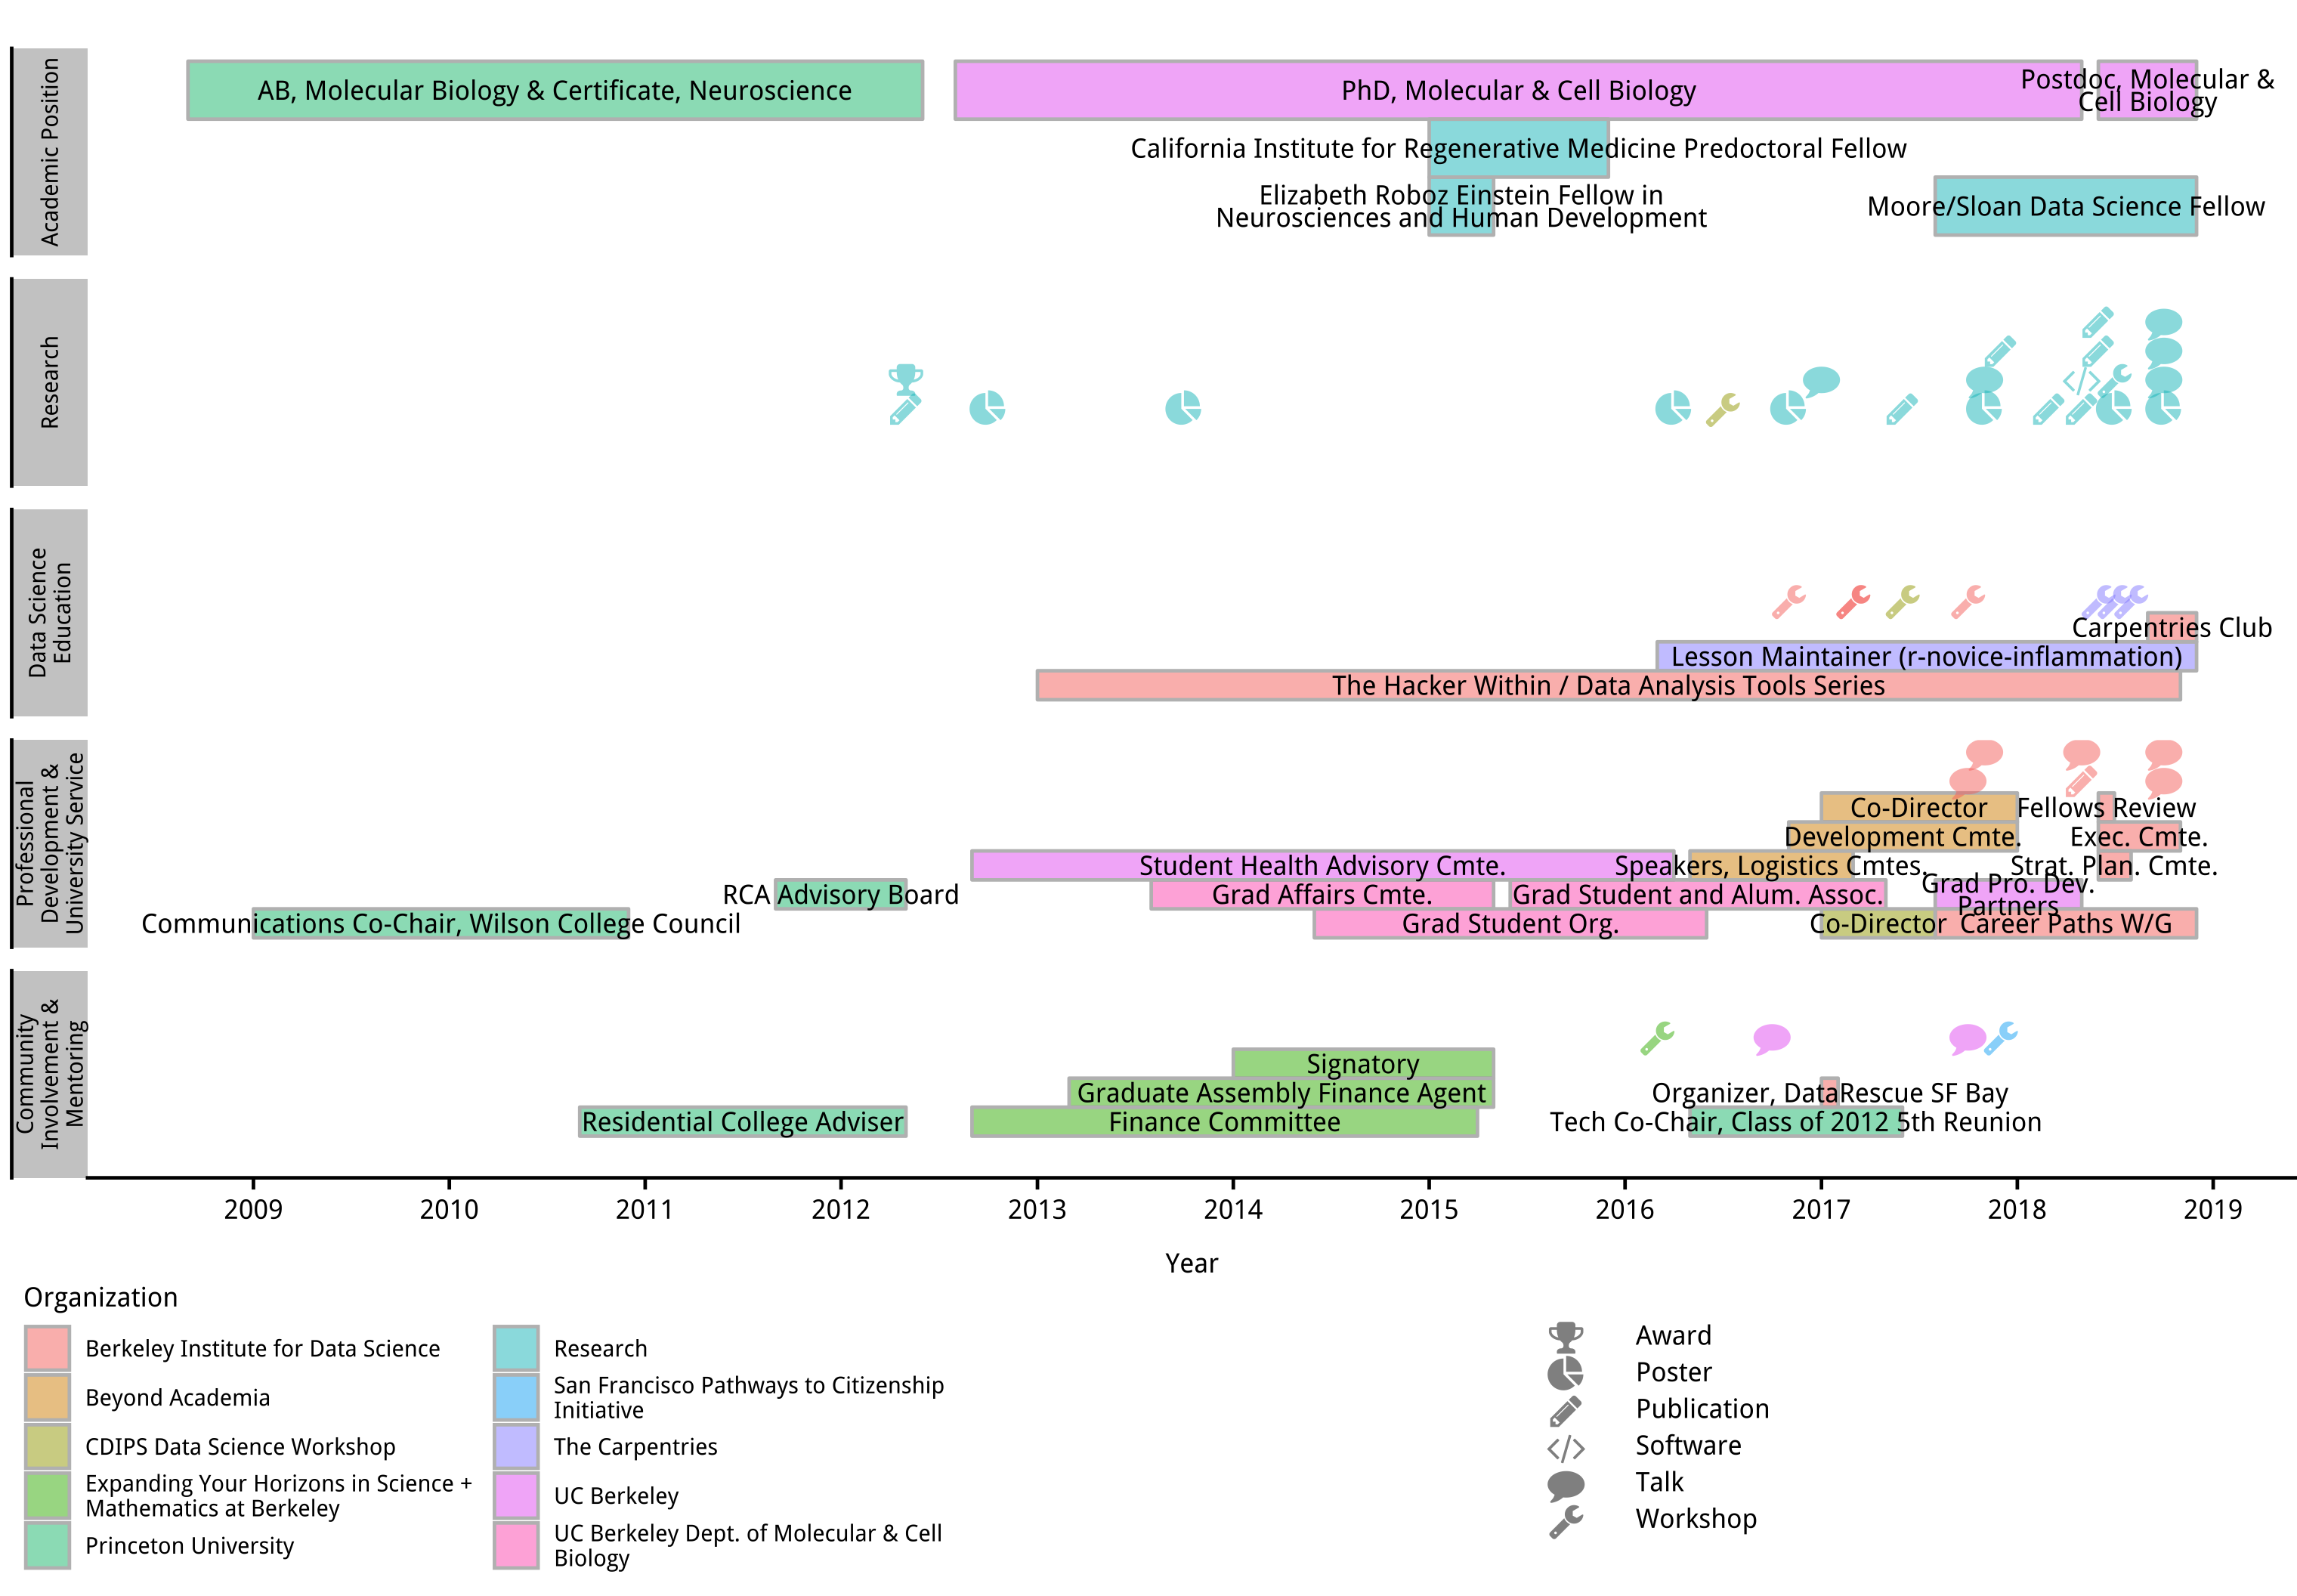 Academic Position
AB, Molecular Biology & Certificate, Neuroscience
PhD, Molecular & Cell Biology
Postdoc, Molecular &
Cell Biology
California Institute for Regenerative Medicine Predoctoral Fellow
Elizabeth Roboz Einstein Fellow in
Neurosciences and Human Development
Moore/Sloan Data Science Fellow
Research
Data Science
Education
Carpentries Club
Lesson Maintainer (r-novice-inflammation)
The Hacker Within / Data Analysis Tools Series
Professional
Development &
University Service
Co-Director
Fellows Review
Development Cmte.
Exec. Cmte.
Student Health Advisory Cmte.
Speakers, Logistics Cmtes.
Strat. Plan. Cmte.
RCA Advisory Board
Grad Affairs Cmte.
Grad Student and Alum. Assoc.
Grad Pro. Dev.
Partners
Communications Co-Chair, Wilson College Council
Grad Student Org.
Co-Director
Career Paths W/G
Community
Involvement &
Mentoring
Signatory
Graduate Assembly Finance Agent
Organizer, DataRescue SF Bay
Residential College Adviser
Finance Committee
Tech Co-Chair, Class of 2012 5th Reunion
2009
2010
2011
2012
2013
2014
2015
2016
2017
2018
2019
Year
Organization
Berkeley Institute for Data Science
Beyond Academia
CDIPS Data Science Workshop
Expanding Your Horizons in Science +
Mathematics at Berkeley
Princeton University
Research
San Francisco Pathways to Citizenship
Initiative
The Carpentries
UC Berkeley
UC Berkeley Dept. of Molecular & Cell
Biology
Award
Poster
Publication
Software
Talk
Workshop